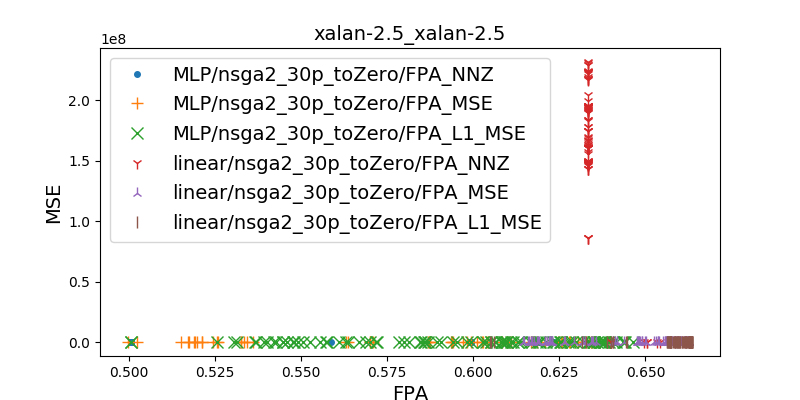 xalan-2.5_xalan-2.5
1e8
MLP/nsga2_30p_toZero/FPA_NNZ
MLP/nsga2_30p_toZero/FPA_MSE
MLP/nsga2_30p_toZero/FPA_L1_MSE
linear/nsga2_30p_toZero/FPA_NNZ
linear/nsga2_30p_toZero/FPA_MSE
linear/nsga2_30p_toZero/FPA_L1_MSE
MSE
2.0
1.5
1.0
0.5
0.0
0.500 0.525 0.550 0.575 0.600 0.625 0.650
FPA